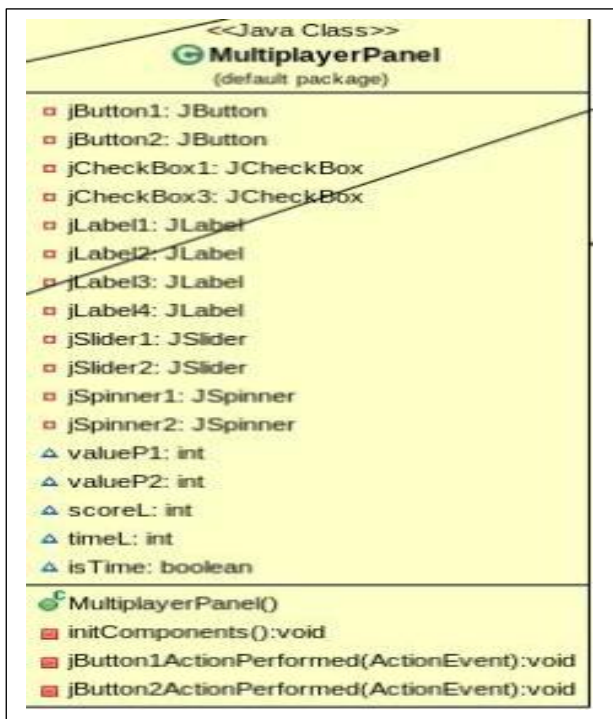 <<Java Class>>
MultiplayerPanel
(default package)
jButton1: JButton
jButton2: JButton
jCheckBox1: JCheckBox
jCheckBox3: JCheckBox
jLabel1: JLabel
jLabel2: JLabel
jLabel3: JLabel
jLabel4: JLabel
jSlider1: JSlider
jSlider2: JSlider
jSpinner1: JSpinner
jSpinner2: JSpinner
valueP1: int
valueP2: int
scoreL: int
timeL: int
isTime: boolean
MultiplayerPanel()
initComponents():void
jButton1ActionPerformed(ActionEvent):void
jButton2ActionPerformed(ActionEvent):void